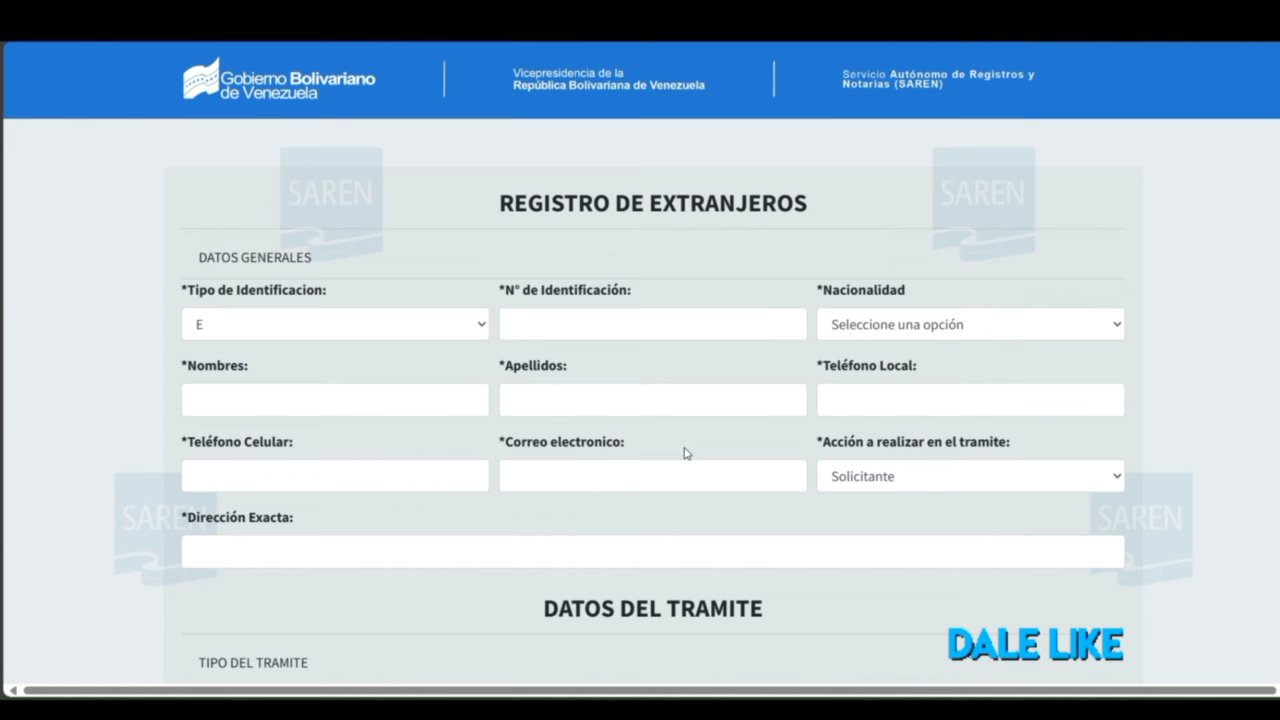 Gobierno Bolivariano
de Venezuela
Vicepresidencia de la
República Bolivariana de Venezuela
Servicio Autónomo de Registros y
Notarias (SAREN)
SAREN
SAREN
REGISTRO DE EXTRANJEROS
DATOS GENERALES
*Tipo de Identificacion:
*N° de Identificación:
*Nacionalidad
E
Seleccione una opción
*Nombres:
*Apellidos:
*Teléfono Local:
*Teléfono Celular:
*Correo electronico:
*Acción a realizar en el tramite:
Solicitante
SAREN
SAREN
*Dirección Exacta:
DATOS DEL TRAMITE
DALE LIKE
TIPO DEL TRAMITE